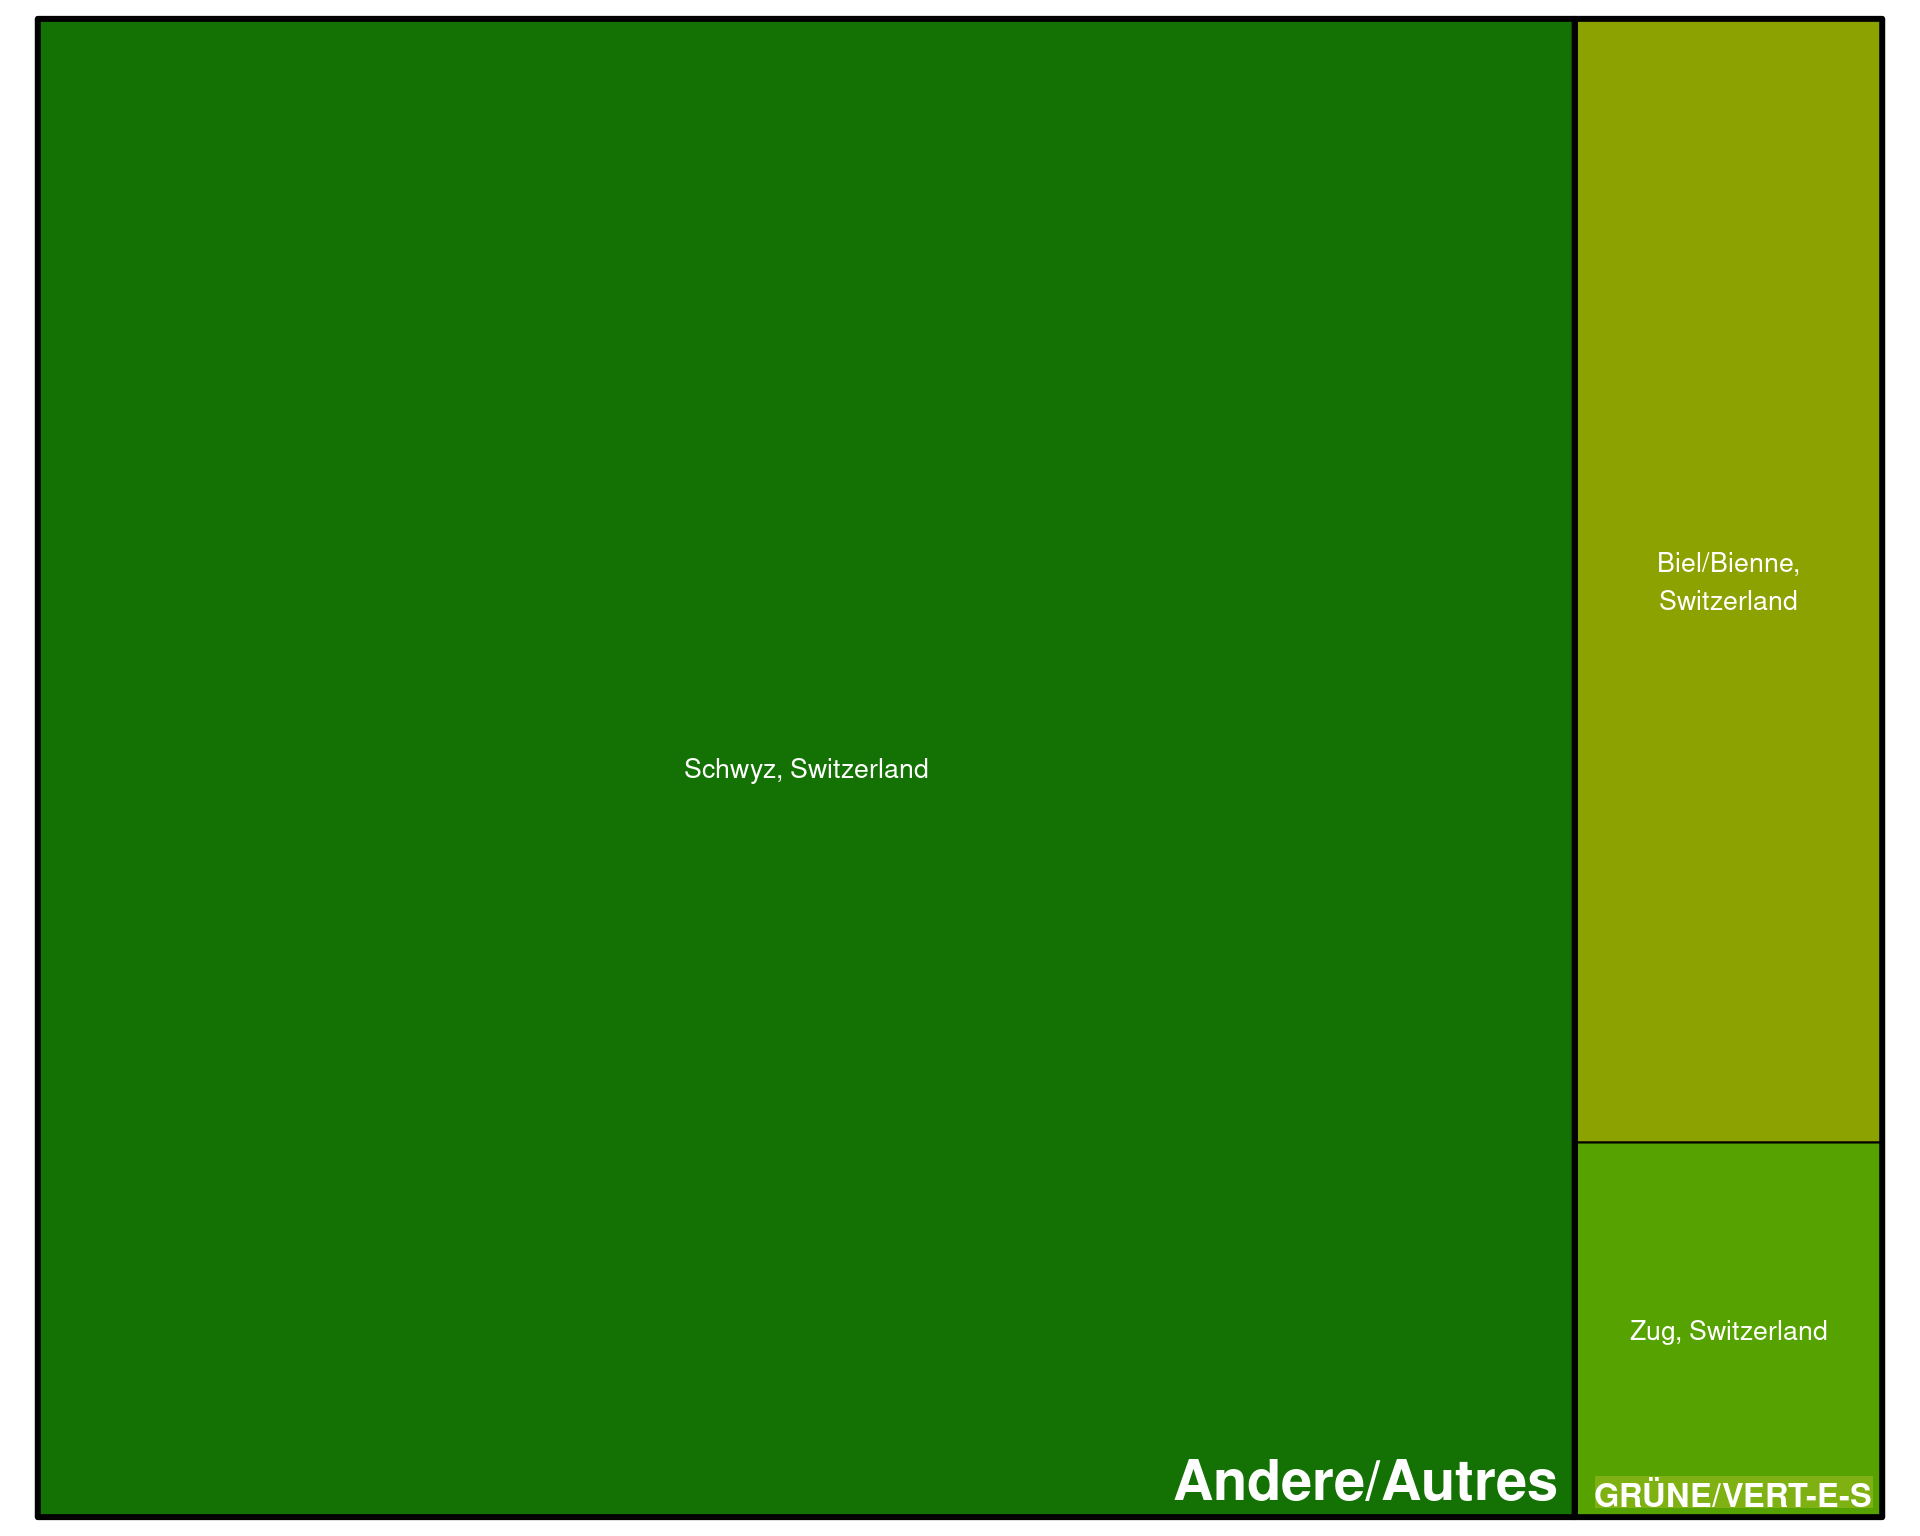 Schwyz, Switzerland
Andere/Autres
Biel/Bienne,
Switzerland
Zug, Switzerland
GRÜNE/VERT-E-S